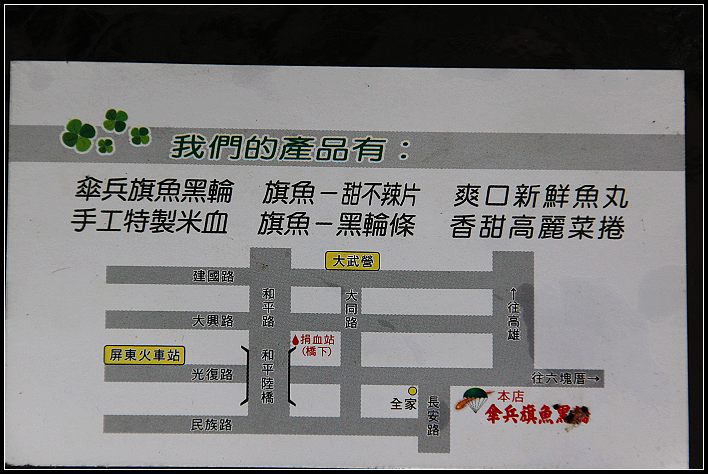 我們的產品有：
傘兵旗魚黑輪 旗魚－甜不辣片 爽口新鮮魚丸
手工特製米血 旗魚－黑輪條 香甜高麗菜捲
大武營
建國路
和平路
大同路
↑往高雄
大興路
捐血站
(橋下)
屏東火車站
光復路
和平陸橋
往六塊厝→
全家
長安路
本店
傘兵旗魚黑
民族路